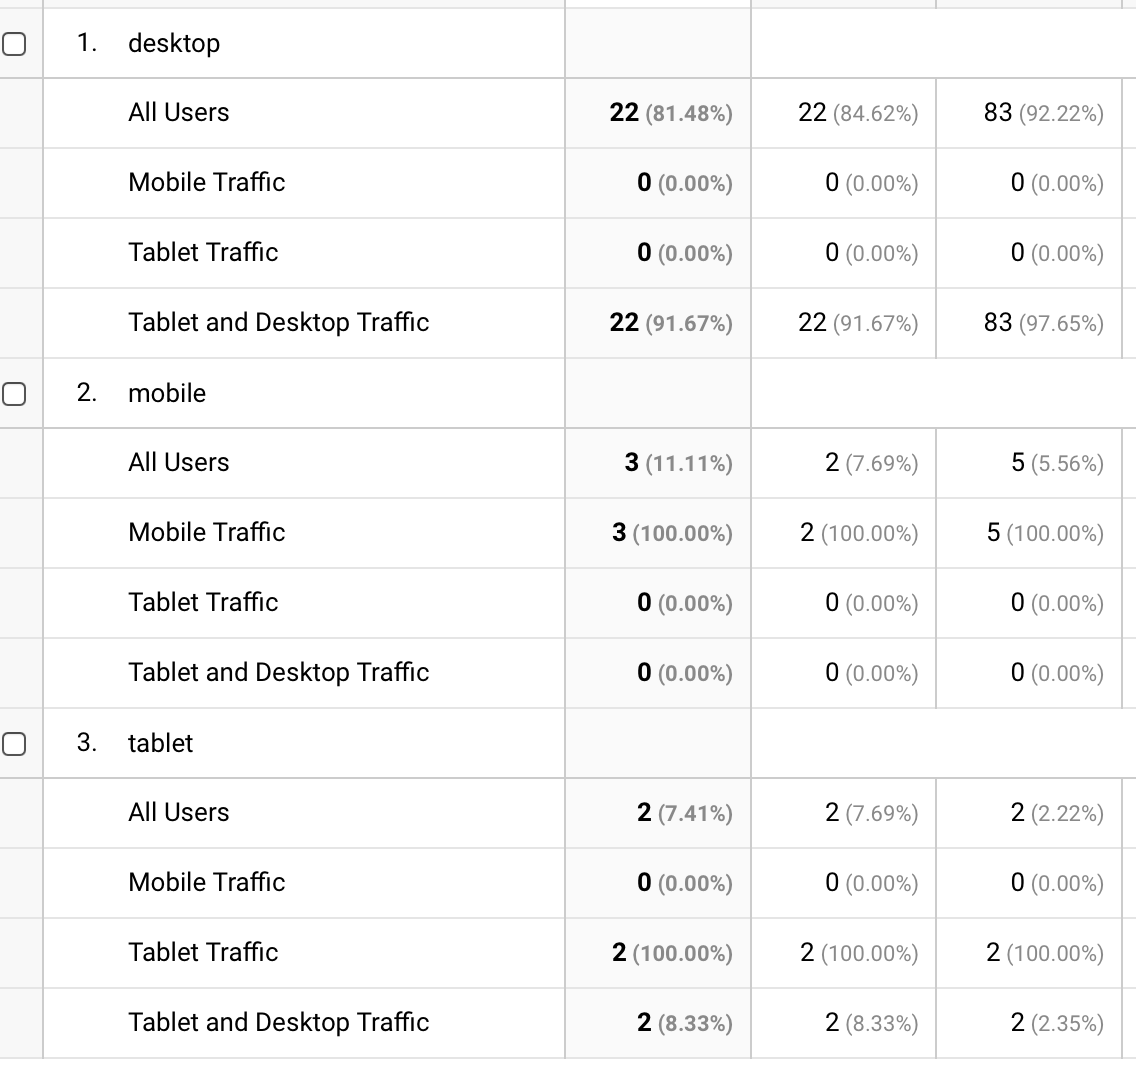 1. desktop
All Users 22 (81.48%) 22 (84.62%) 83 (92.22%)
Mobile Traffic 0 (0.00%) 0 (0.00%) 0 (0.00%)
Tablet Traffic 0 (0.00%) 0 (0.00%) 0 (0.00%)
Tablet and Desktop Traffic 22 (91.67%) 22 (91.67%) 83 (97.65%)
2. mobile
All Users 3 (11.11%) 2 (7.69%) 5 (5.56%)
Mobile Traffic 3 (100.00%) 2 (100.00%) 5 (100.00%)
Tablet Traffic 0 (0.00%) 0 (0.00%) 0 (0.00%)
Tablet and Desktop Traffic 0 (0.00%) 0 (0.00%) 0 (0.00%)
3. tablet
All Users 2 (7.41%) 2 (7.69%) 2 (2.22%)
Mobile Traffic 0 (0.00%) 0 (0.00%) 0 (0.00%)
Tablet Traffic 2 (100.00%) 2 (100.00%) 2 (100.00%)
Tablet and Desktop Traffic 2 (8.33%) 2 (8.33%) 2 (2.35%)